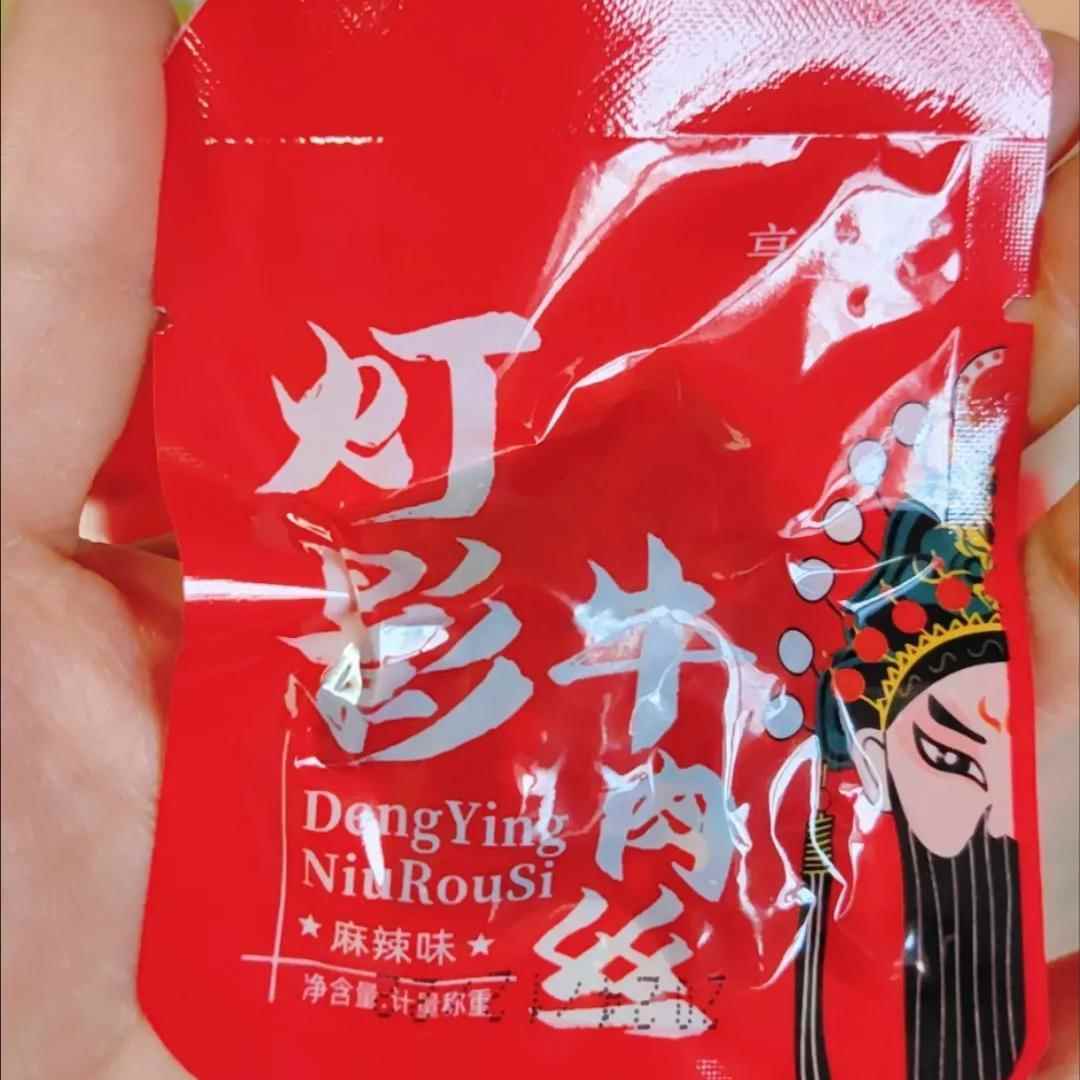 灯影
牛肉丝
DengYing
NiuRouSi
★麻辣味★
净含量:计量称重